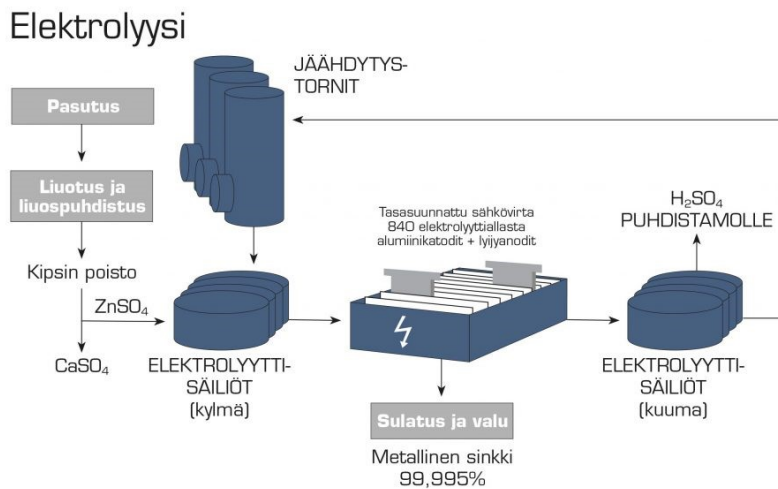 Elektrolyysi
JÄÄHDYTYS-
TORNIT
Pasutus
Liuotus ja
liuospuhdistus
Kipsin poisto
ZnSO₄
CaSO₄
ELEKTROLYYTTI-
SÄILIÖT
(kylmä)
Tasasuunnattu sähkövirta
840 elektrolyyttiallasta
alumiinikatodit + lyijyanodit
Sulatus ja valu
Metallinen sinkki
99,995%
H₂SO₄
PUHDISTAMOLLE
ELEKTROLYYTTI-
SÄILIÖT
(kuuma)